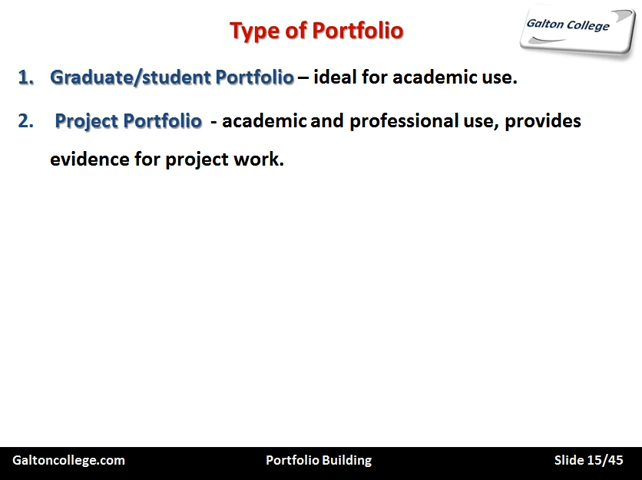 Type of Portfolio
Galton College
1. Graduate/student Portfolio – ideal for academic use.
2. Project Portfolio - academic and professional use, provides
evidence for project work.
Galtoncollege.com Portfolio Building Slide 15/45